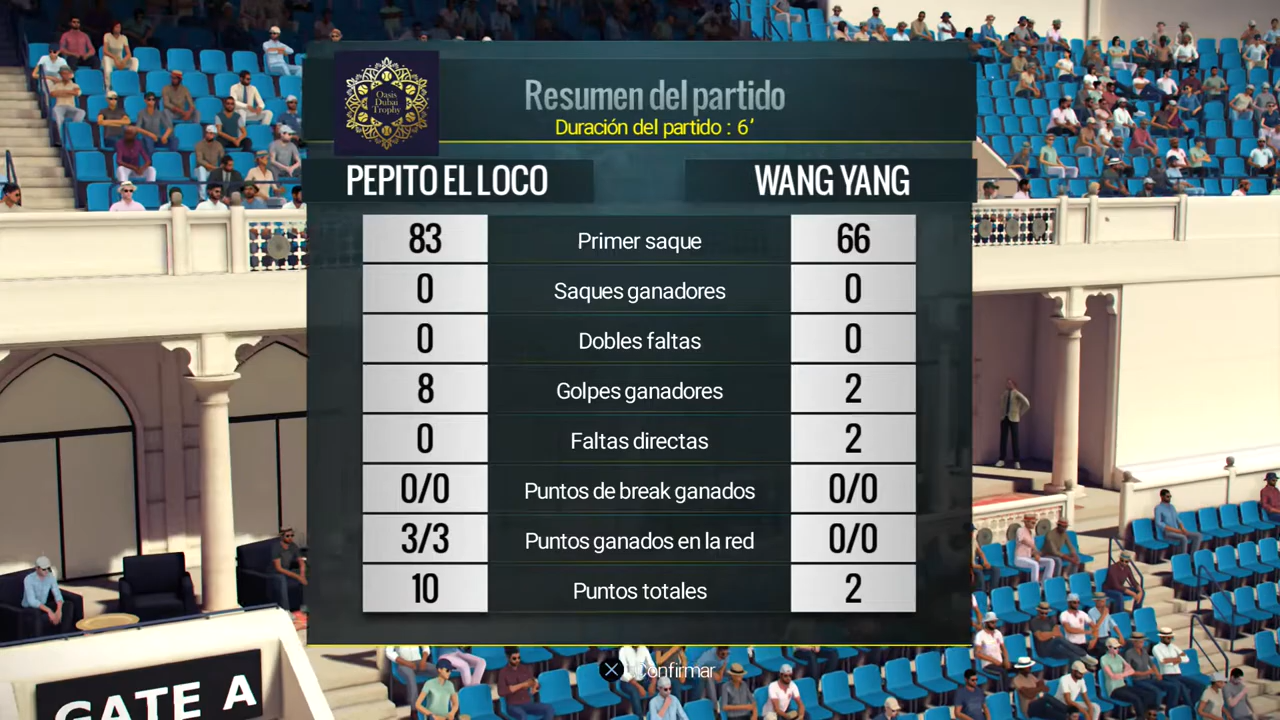 Oasis
Dubai
Trophy
Resumen del partido
Duración del partido : 6’
PEPITO EL LOCO WANG YANG
83 Primer saque 66
0 Saques ganadores 0
0 Dobles faltas 0
8 Golpes ganadores 2
0 Faltas directas 2
0/0 Puntos de break ganados 0/0
3/3 Puntos ganados en la red 0/0
10 Puntos totales 2
Confirmar
GATE A